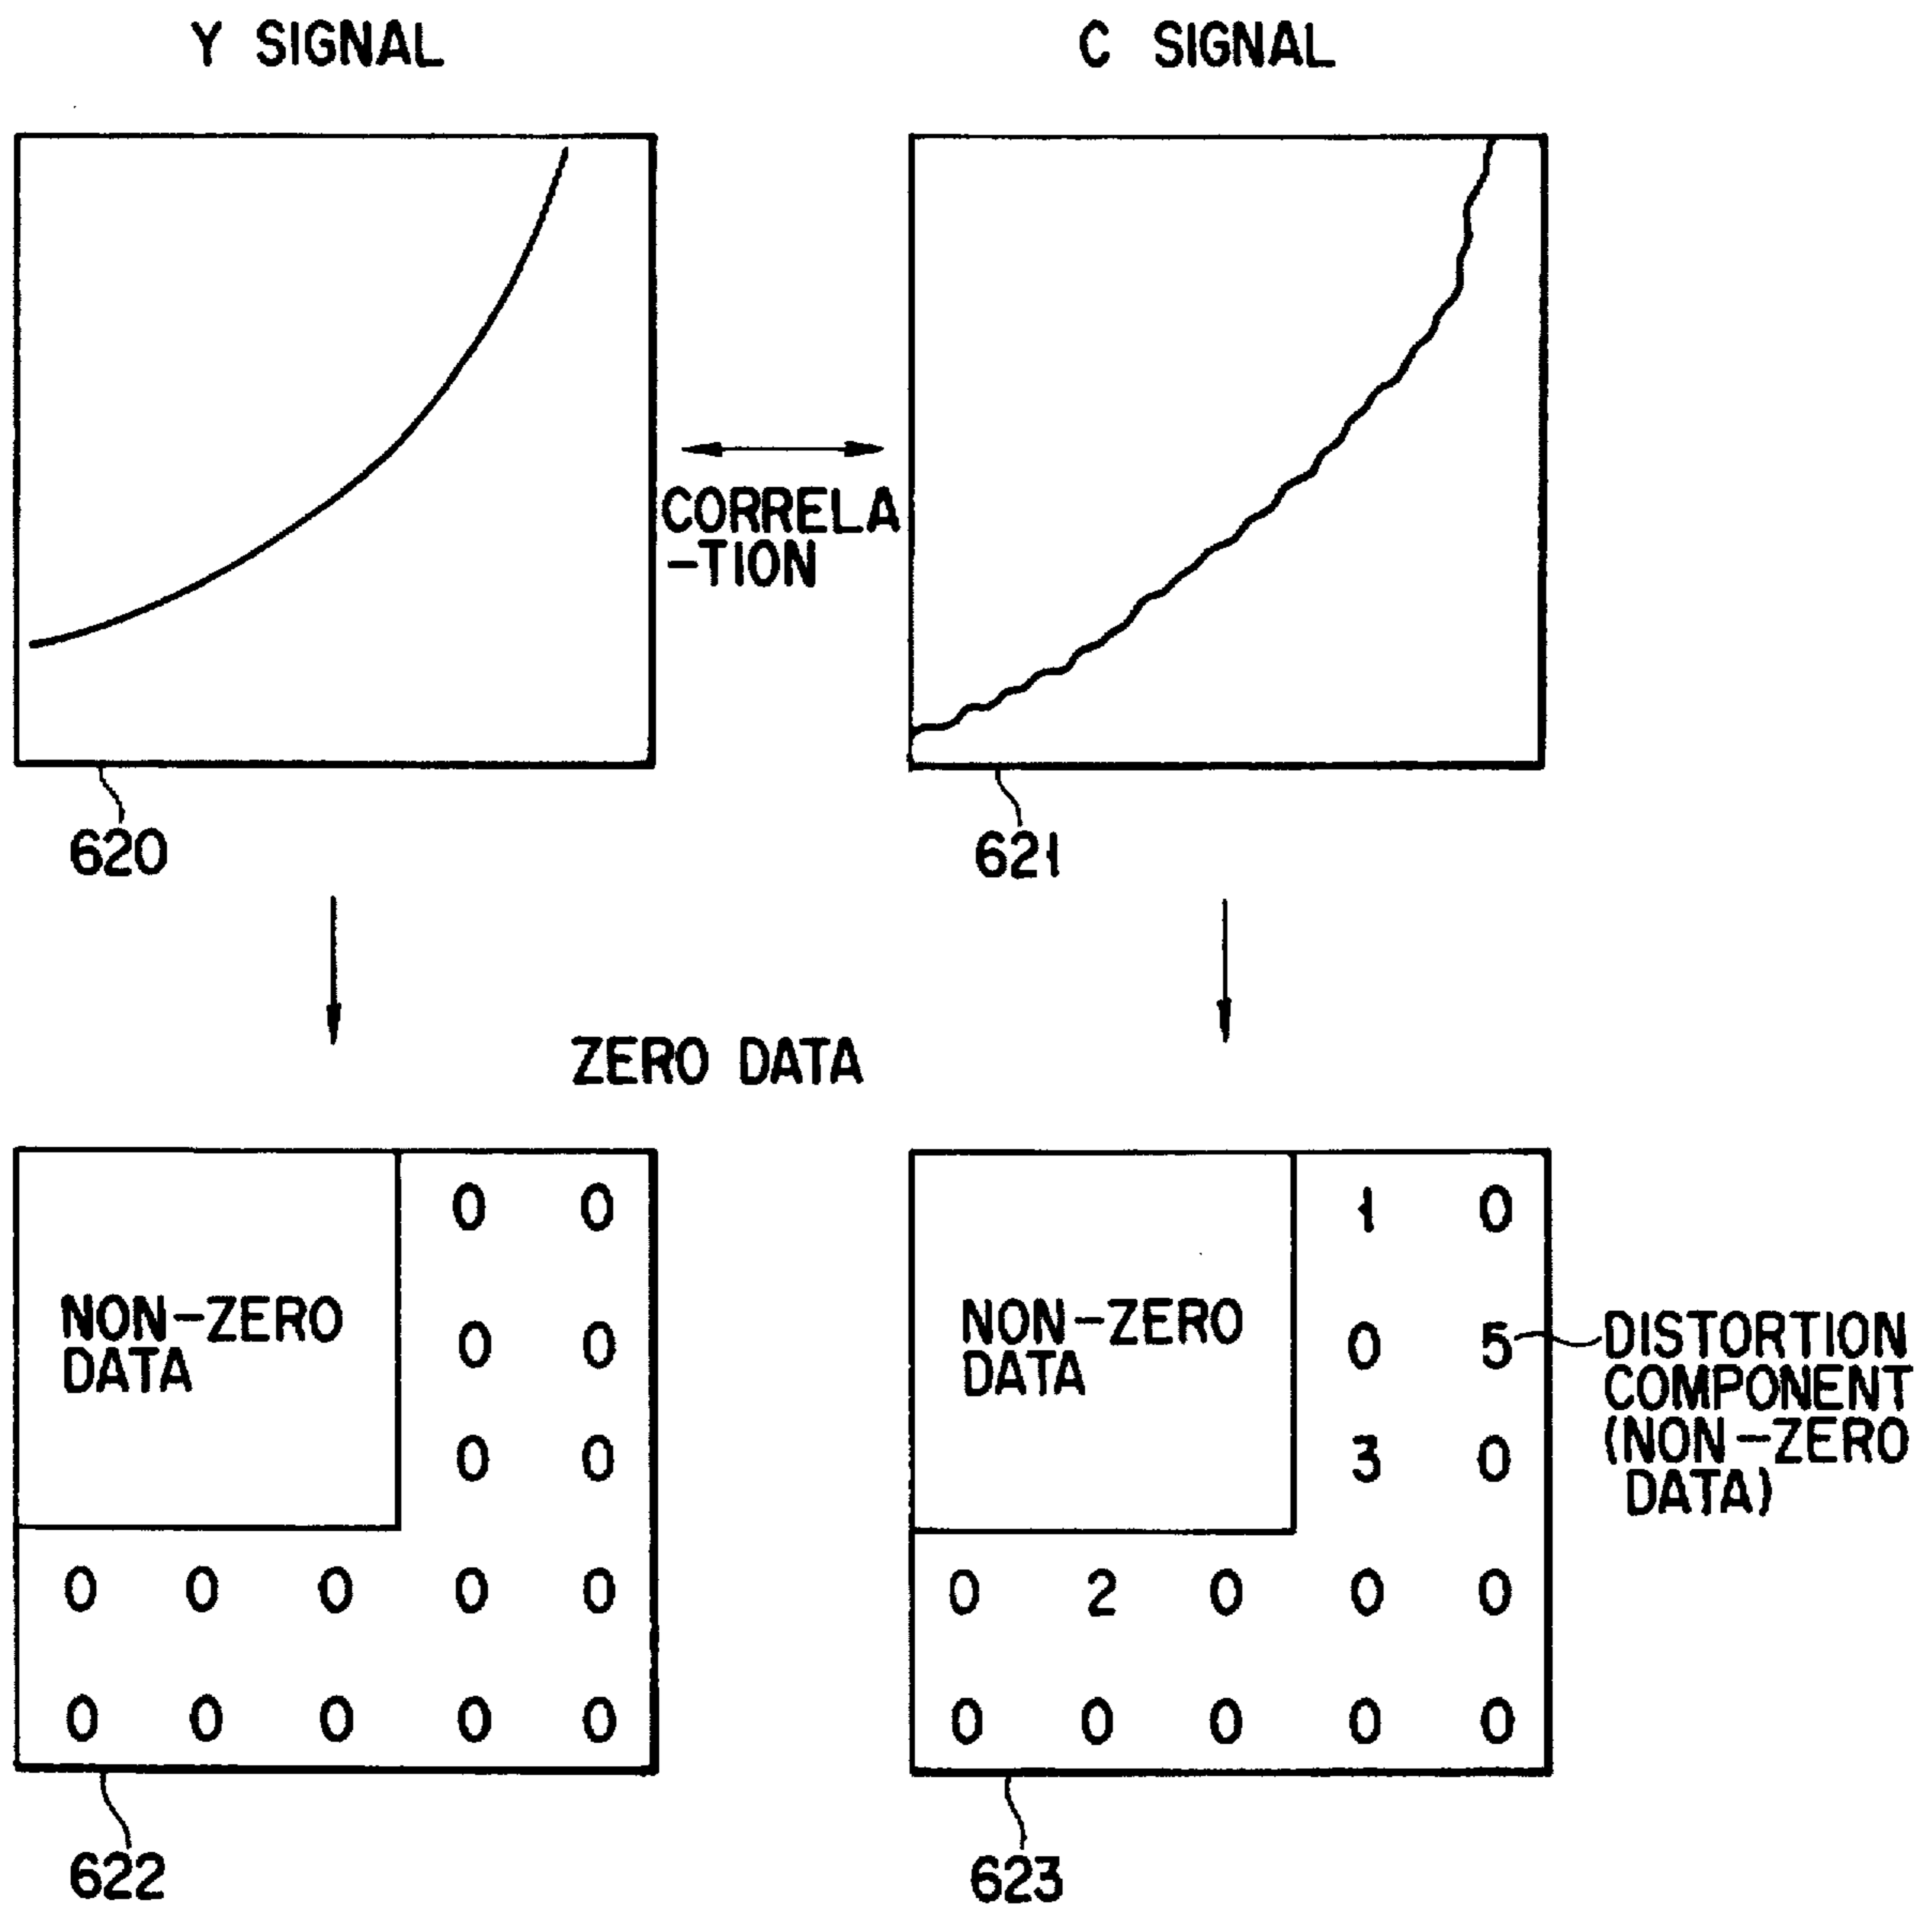 Y SIGNAL
C SIGNAL
CORRELA
-TION
620
621
ZERO DATA
0 0
NON-ZERO
DATA
0 0
0 0
0 0 0 0 0
0 0 0 0 0
622
1 0
NON-ZERO
DATA
0 5
3 0
0 2 0 0 0
0 0 0 0 0
DISTORTION
COMPONENT
(NON-ZERO
DATA)
623